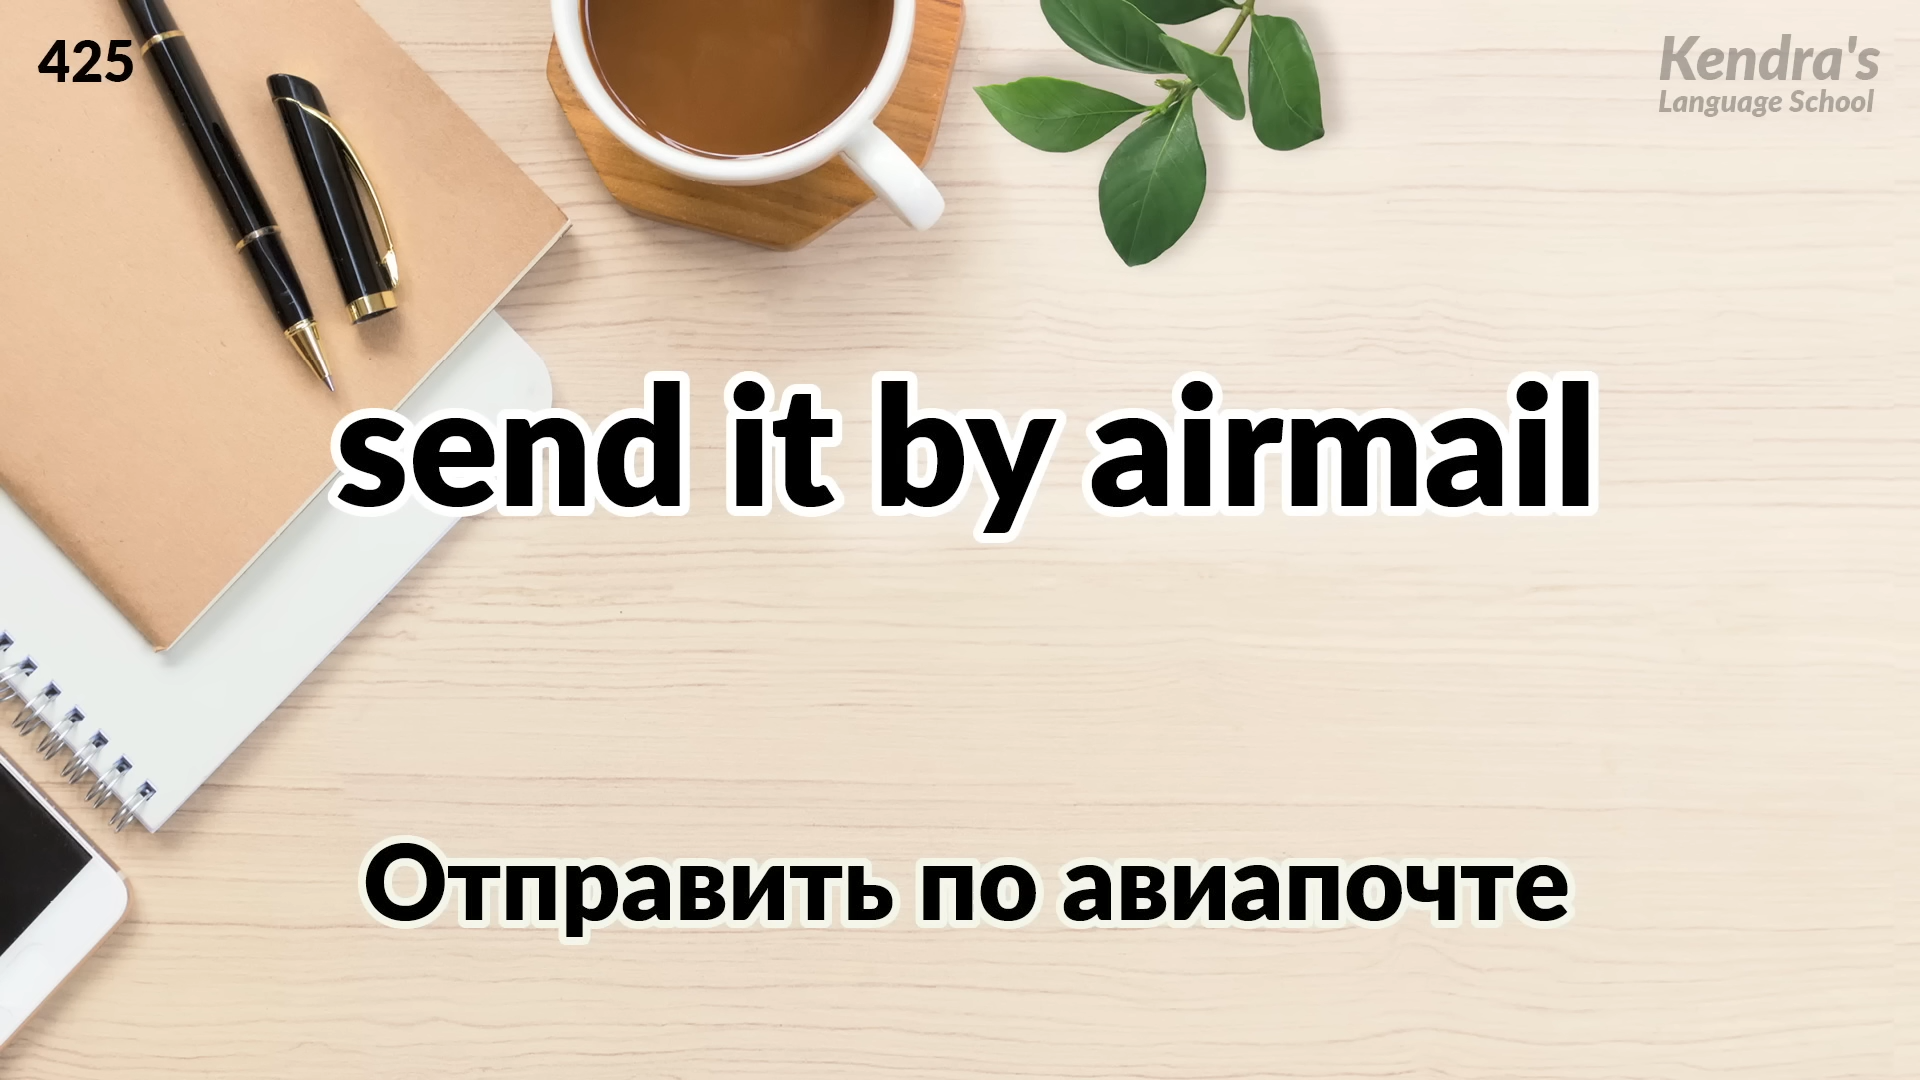 425
Kendra's
Language School
send it by airmail
Отправить по авиапочте